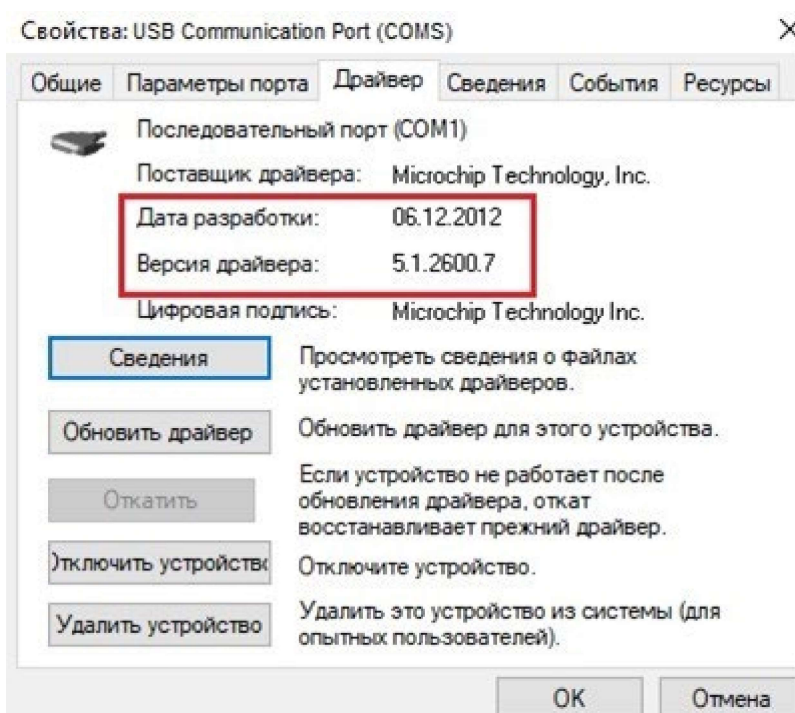 Свойства: USB Communication Port (COMS)
Общие Параметры порта Драйвер Сведения События Ресурсы
Последовательный порт (COM1)
Поставщик драйвера: Microchip Technology, Inc.
Дата разработки: 06.12.2012
Версия драйвера: 5.1.2600.7
Цифровая подпись: Microchip Technology Inc.
Сведения Просмотреть сведения о файлах
установленных драйверов.
Обновить драйвер Обновить драйвер для этого устройства.
Откатить Если устройство не работает после
обновления драйвера, откат
восстанавливает прежний драйвер.
Отключить устройство Отключите устройство.
Удалить устройство Удалить это устройство из системы (для
опытных пользователей).
OK Отмена